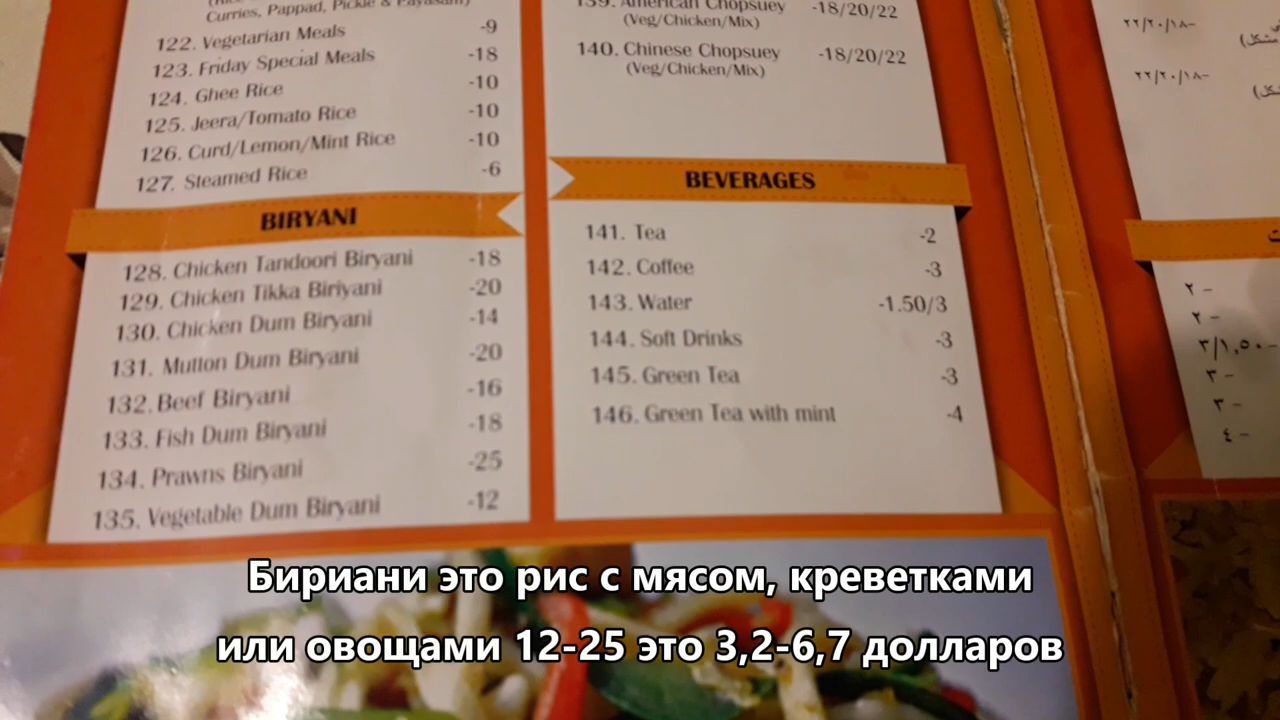 Curries, Pappad, Pickle & Payasam)
122. Vegetarian Meals -9
123. Friday Special Meals -18
124. Ghee Rice -10
125. Jeera/Tomato Rice -10
126. Curd/Lemon/Mint Rice -10
127. Steamed Rice -6
BIRYANI
128. Chicken Tandoori Biryani -18
129. Chicken Tikka Biriyani -20
130. Chicken Dum Biryani -14
131. Mutton Dum Biryani -20
132. Beef Biryani -16
133. Fish Dum Biryani -18
134. Prawns Biryani -25
135. Vegetable Dum Biryani -12
139. American Chopsuey -18/20/22
(Veg/Chicken/Mix)
140. Chinese Chopsuey -18/20/22
(Veg/Chicken/Mix)
BEVERAGES
141. Tea -2
142. Coffee -3
143. Water -1.50/3
144. Soft Drinks -3
145. Green Tea -3
146. Green Tea with mint -4
٢٢/٢٠/١٨-
٢٢/٢٠/١٨-
٢ -
٢ -
٣/١,٥٠-
٣ -
٣ -
٤ -
Бириани это рис с мясом, креветками
или овощами 12-25 это 3,2-6,7 долларов